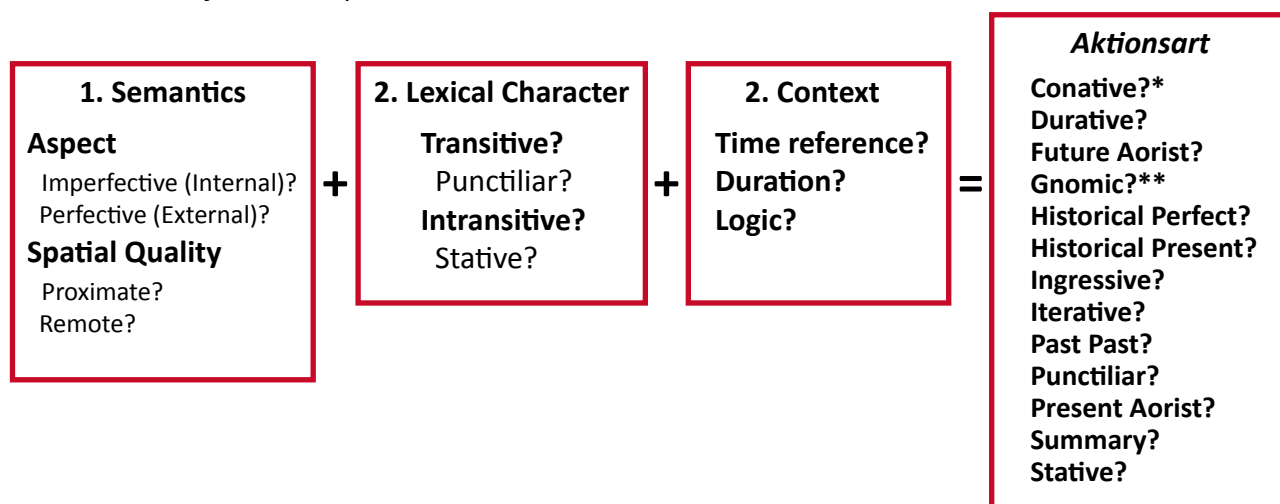 1. Semantics
Aspect
Imperfective (Internal)?
Perfective (External)?
Spatial Quality
Proximate?
Remote?
+
2. Lexical Character
Transitive?
Punctiliar?
Intransitive?
Stative?
+
2. Context
Time reference?
Duration?
Logic?
=
Aktionsart
Conative?*
Durative?
Future Aorist?
Gnomic?**
Historical Perfect?
Historical Present?
Ingressive?
Iterative?
Past Past?
Punctiliar?
Present Aorist?
Summary?
Stative?